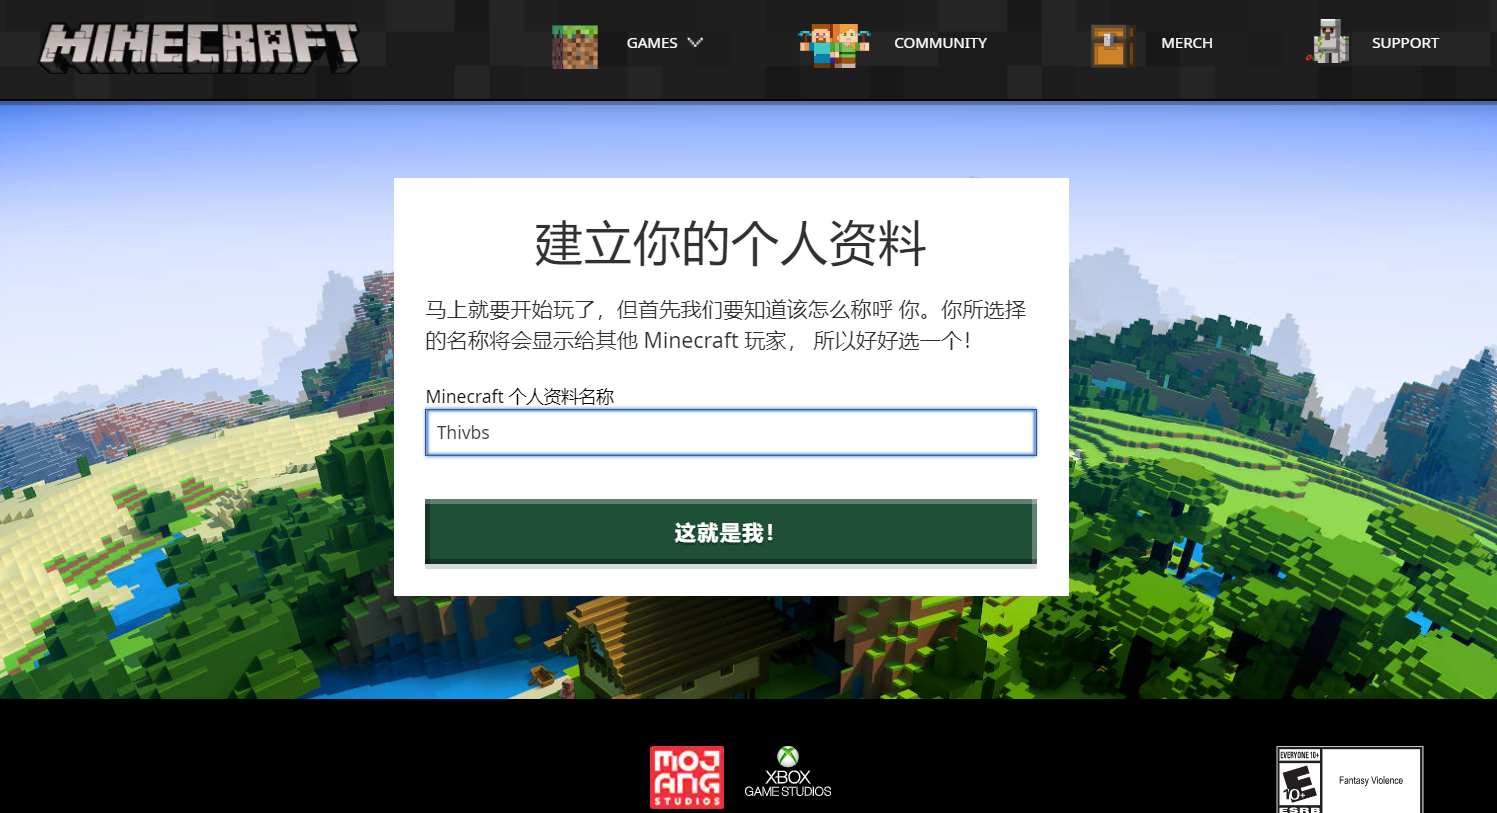 MINECRAFT
GAMES
COMMUNITY
MERCH
SUPPORT
建立你的个人资料
马上就要开始玩了，但首先我们要知道该怎么称呼 你。你所选择
的名称将会显示给其他 Minecraft 玩家， 所以好好选一个！
Minecraft 个人资料名称
Thivbs
这就是我！
MOJANG
STUDIOS
XBOX
GAME STUDIOS
EVERYONE 10+
E
10+
ESRB
Fantasy Violence